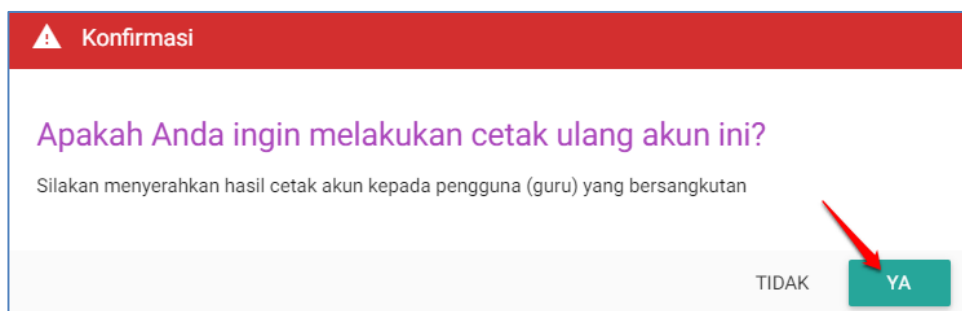 Konfirmasi
Apakah Anda ingin melakukan cetak ulang akun ini?
Silakan menyerahkan hasil cetak akun kepada pengguna (guru) yang bersangkutan
TIDAK YA